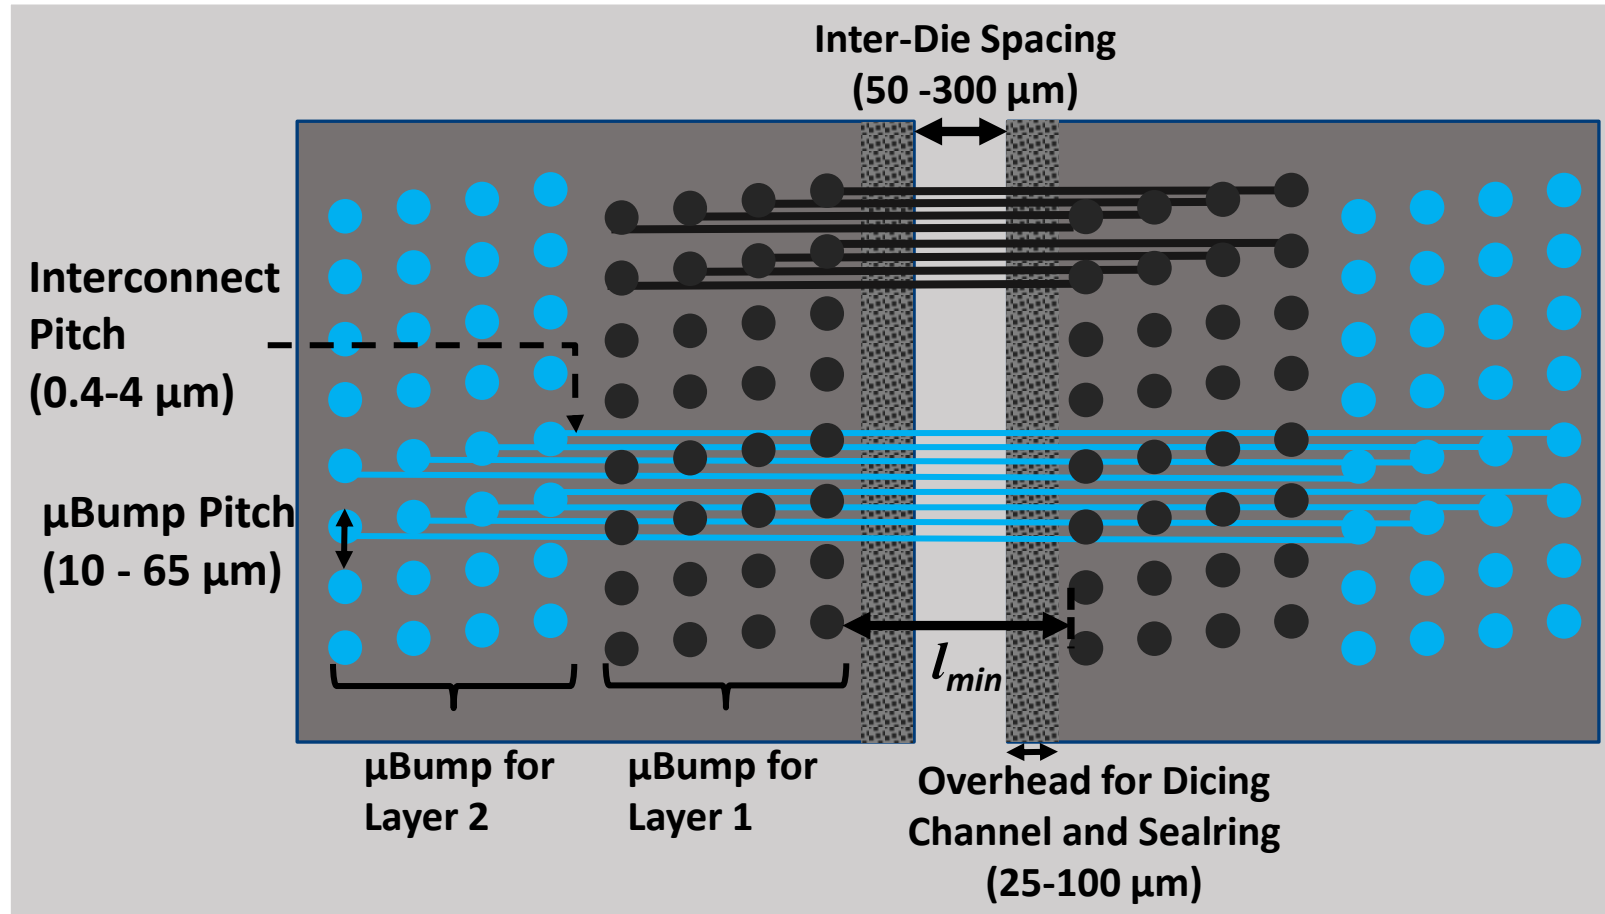 Inter-Die Spacing
(50 -300 µm)
Interconnect
Pitch
(0.4-4 µm)
µBump Pitch
(10 - 65 µm)
lmin
µBump for
Layer 2
µBump for
Layer 1
Overhead for Dicing
Channel and Sealring
(25-100 µm)